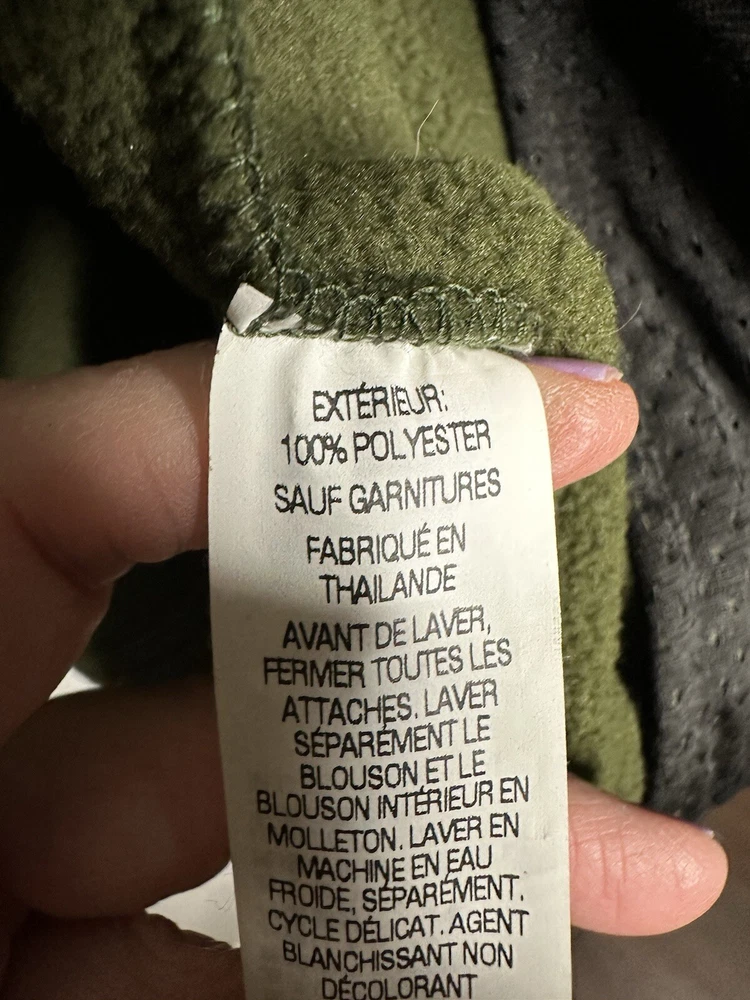 EXTÉRIEUR:
100% POLYESTER
SAUF GARNITURES
FABRIQUÉ EN
THAILANDE
AVANT DE LAVER,
FERMER TOUTES LES
ATTACHES. LAVER
SÉPARÉMENT LE
BLOUSON ET LE
BLOUSON INTÉRIEUR EN
MOLLETON. LAVER EN
MACHINE EN EAU
FROIDE, SÉPARÉMENT.
CYCLE DÉLICAT. AGENT
BLANCHISSANT NON
DÉCOLORANT